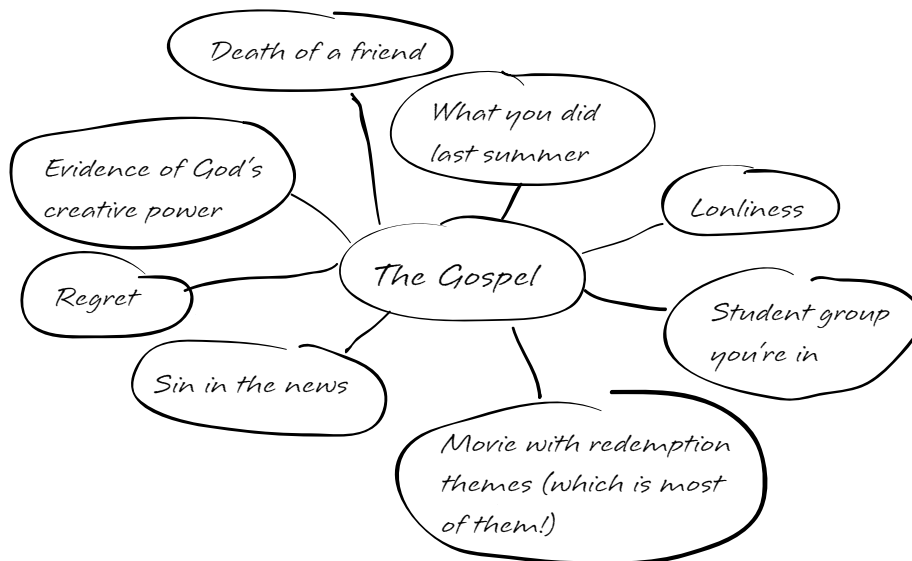 Death of a friend
What you did
last summer
Evidence of God's
creative power
Lonliness
The Gospel
Regret
Student group
you're in
Sin in the news
Movie with redemption
themes (which is most
of them!)